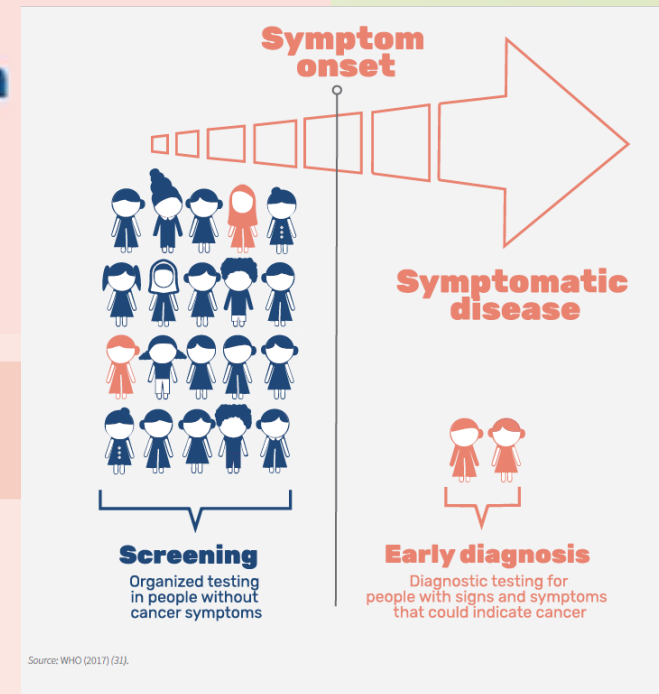 Symptom
onset
Symptomatic
disease
Screening
Organized testing
in people without
cancer symptoms
Early diagnosis
Diagnostic testing for
people with signs and symptoms
that could indicate cancer
Source: WHO (2017) (31).